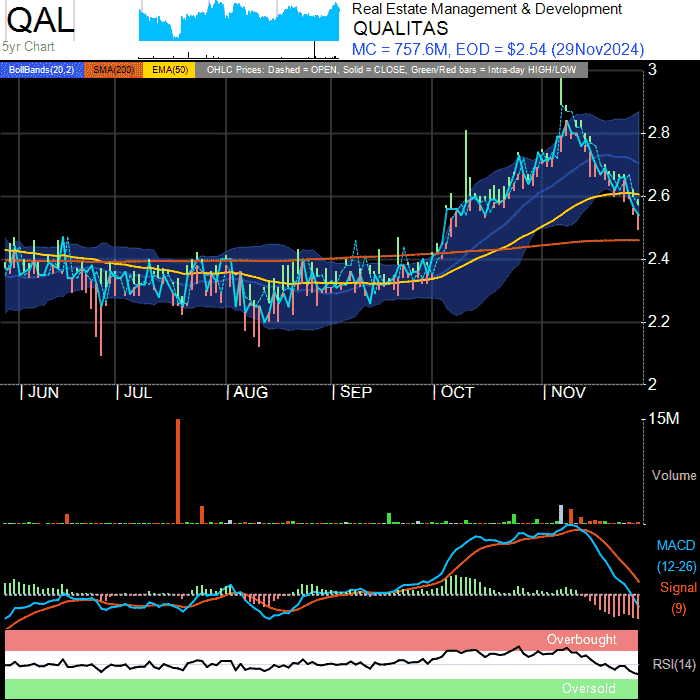 QAL
5yr Chart
Real Estate Management & Development
QUALITAS
MC = 757.6M, EOD = $2.54 (29Nov2024)
BollBands(20,2) SMA(200) EMA(50) OHLC Prices: Dashed = OPEN, Solid = CLOSE, Green/Red bars = Intra-day HIGH/LOW
3
2.8
2.6
2.4
2.2
2
JUN JUL AUG SEP OCT NOV
15M
Volume
MACD
(12-26)
Signal
(9)
Overbought
RSI(14)
Oversold